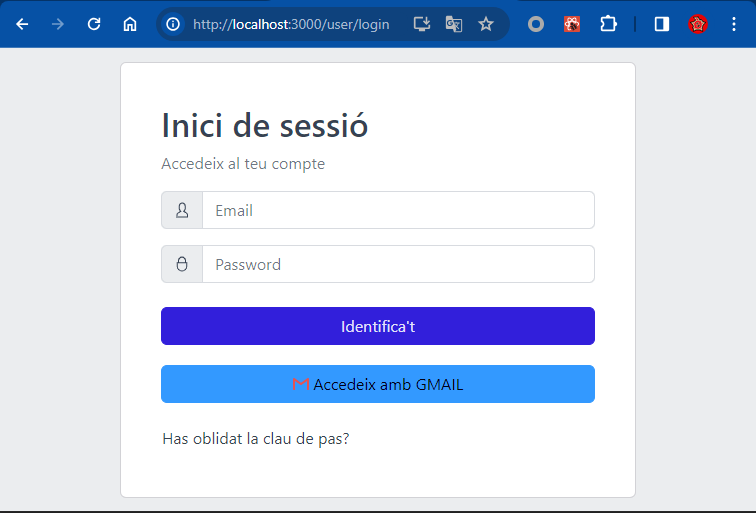 http://localhost:3000/user/login
Inici de sessió
Accedeix al teu compte
Email
Password
Identifica't
Accedeix amb GMAIL
Has oblidat la clau de pas?